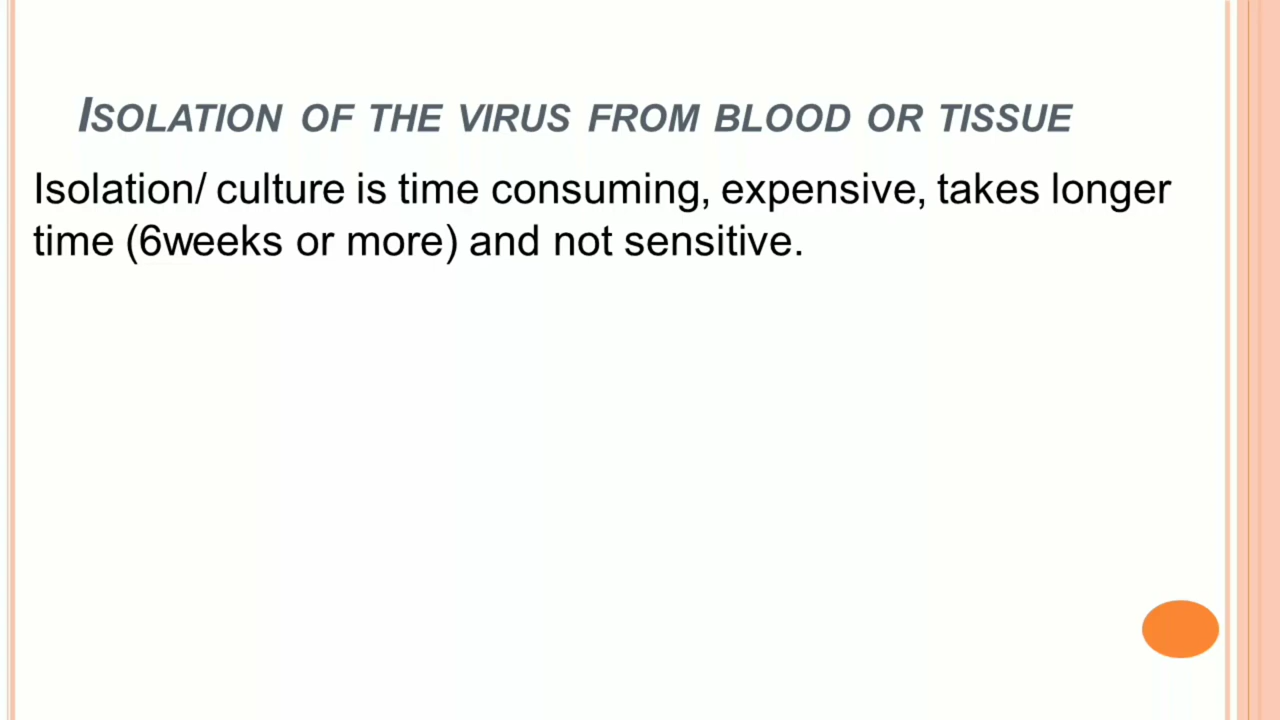 ISOLATION OF THE VIRUS FROM BLOOD OR TISSUE
Isolation/ culture is time consuming, expensive, takes longer
time (6weeks or more) and not sensitive.